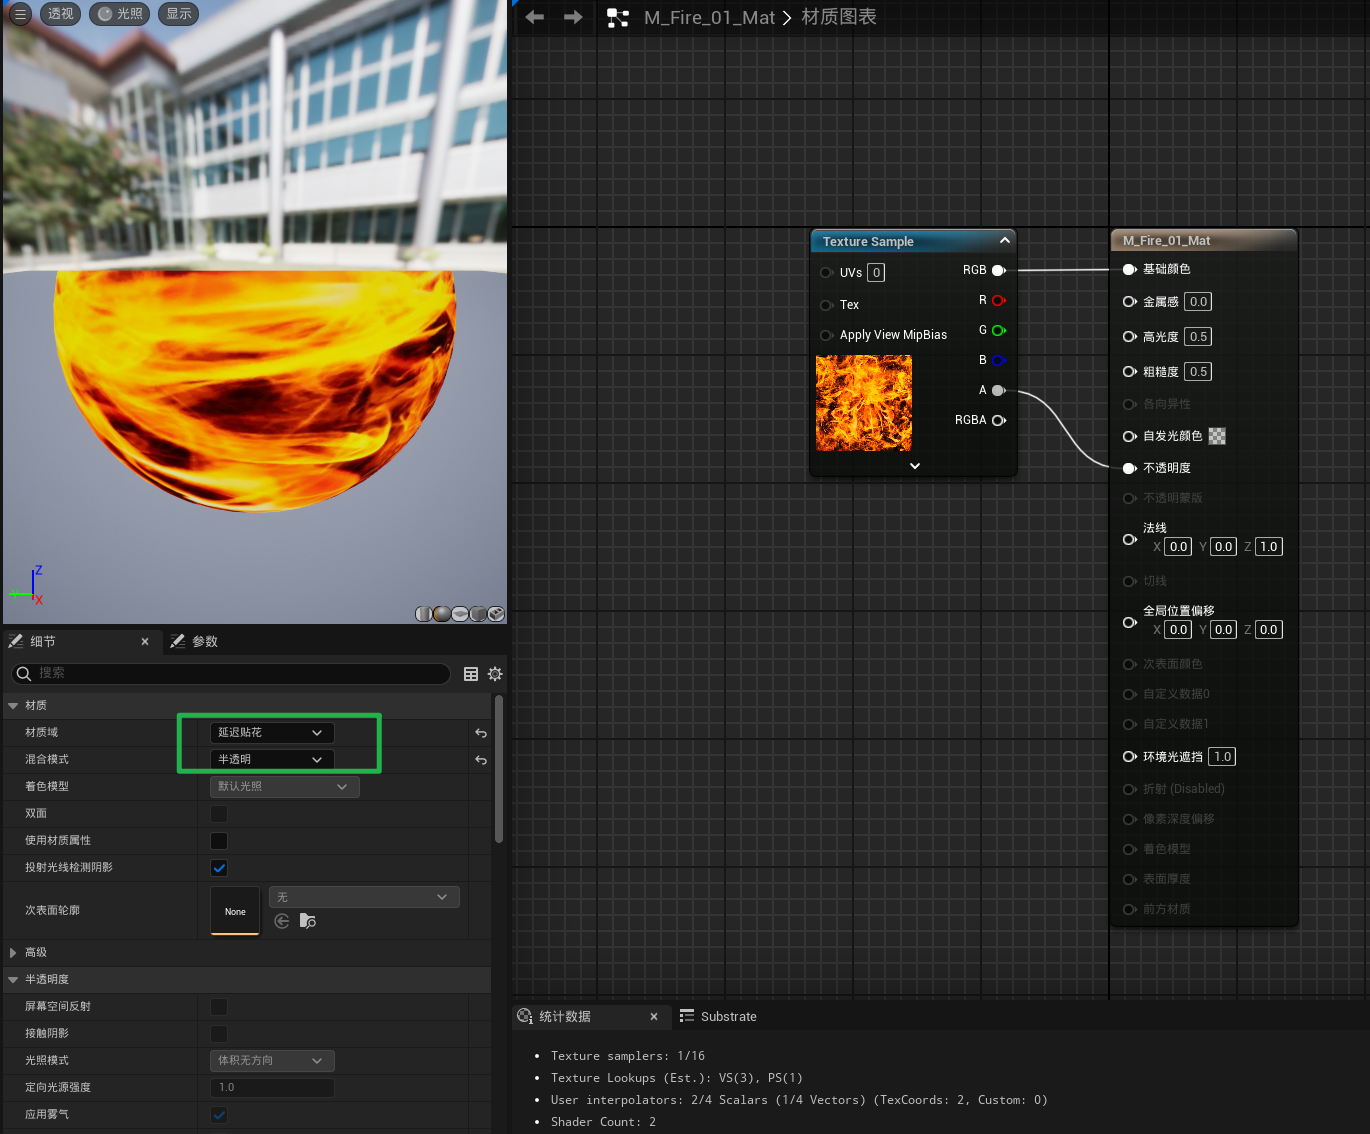 透视
光照
显示
M_Fire_01_Mat
材质图表
Texture Sample
UVs 0
Tex
Apply View MipBias
RGB
R
G
B
A
RGBA
M_Fire_01_Mat
基础颜色
金属感 0.0
高光度 0.5
粗糙度 0.5
各向异性
自发光颜色
不透明度
不透明蒙版
法线
X 0.0 Y 0.0 Z 1.0
切线
全局位置偏移
X 0.0 Y 0.0 Z 0.0
次表面颜色
自定义数据0
自定义数据1
环境光遮挡 1.0
折射 (Disabled)
像素深度偏移
着色模型
表面厚度
前方材质
Z
X
细节
参数
搜索
材质
材质域 延迟贴花
混合模式 半透明
着色模型 默认光照
双面
使用材质属性
投射光线检测阴影
次表面轮廓 None 无
高级
半透明度
屏幕空间反射
接触阴影
光照模式 体积无方向
定向光源强度 1.0
应用雾气
统计数据
Substrate
Texture samplers: 1/16
Texture Lookups (Est.): VS(3), PS(1)
User interpolators: 2/4 Scalars (1/4 Vectors) (TexCoords: 2, Custom: 0)
Shader Count: 2